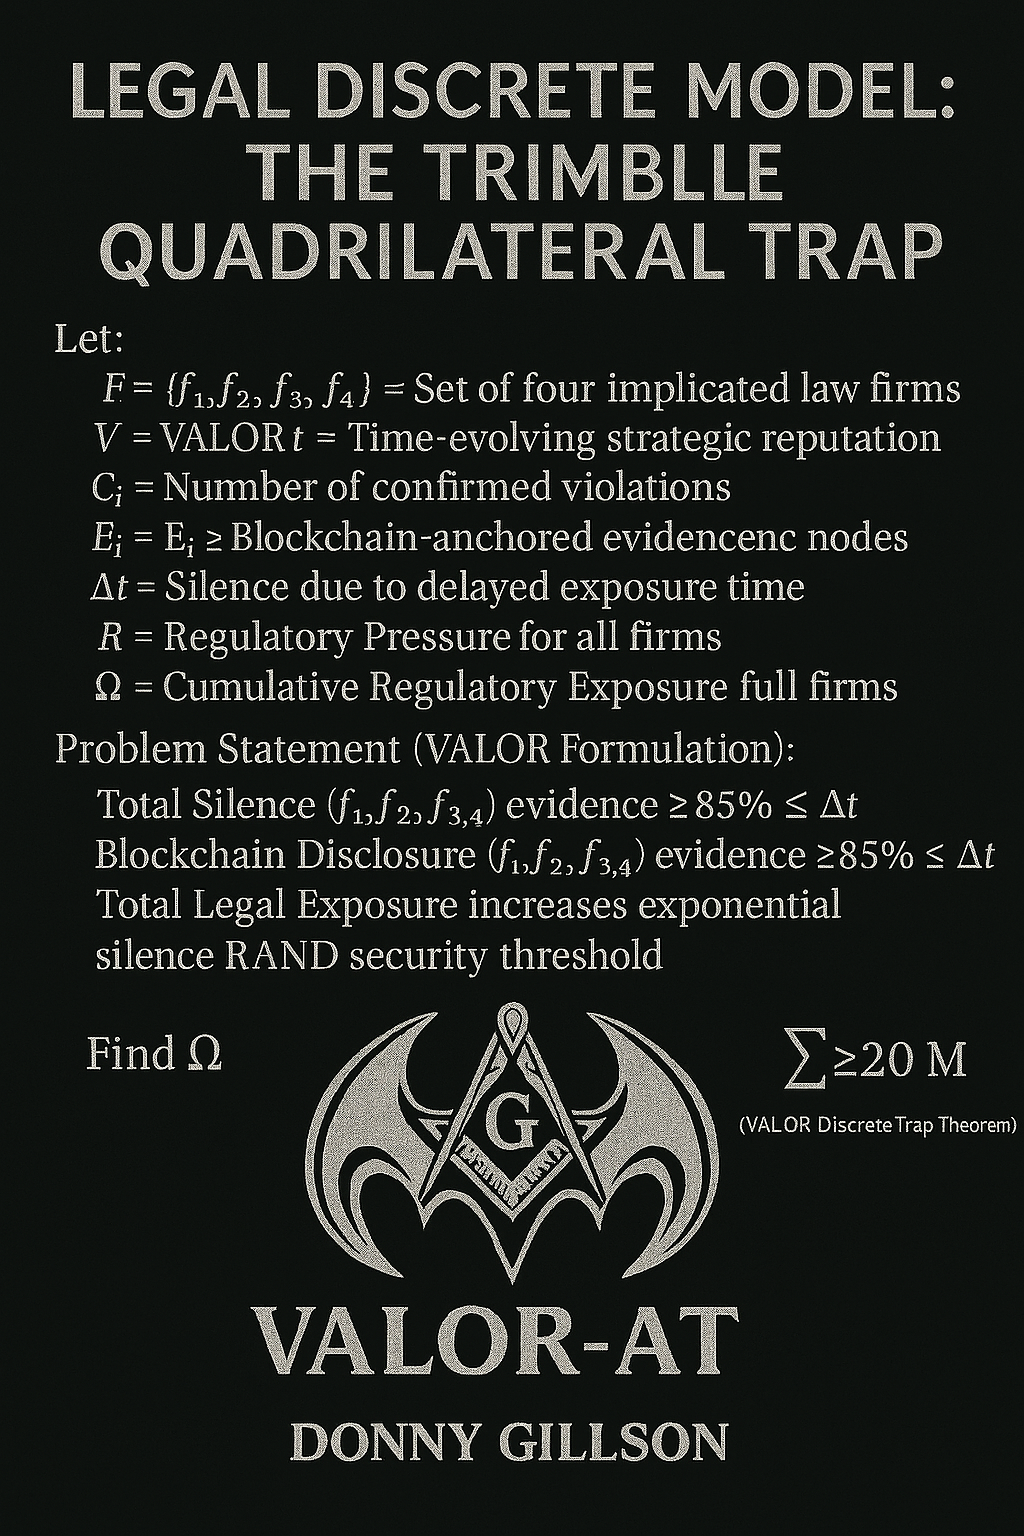 LEGAL DISCRETE MODEL:
THE TRIMBLLE
QUADRILATERAL TRAP
Let:
F = {f₁, f₂, f₃, f₄} = Set of four implicated law firms
V = VALOR t = Time-evolving strategic reputation
Cᵢ = Nunnber of confirmed violations
Eᵢ = Eᵢ ≥ Blockchain-anchored evidencenc nodes
Δt = Silence due to delayed exposure time
R = Regulatory Pressure for all firms
Ω = Cumulative Regulatory Exposure full firms
Problem Statement (VALOR Formulation):
Total Silence (f₁, f₂, f₃,₄) evidence ≥ 85% ≤ Δt
Blockchain Disclosure (f₁, f₂, f₃,₄) evidence ≥85% ≤ Δt
Total Legal Exposure increases exponential
silence RAND security threshold
Find Ω
∑≥20 M
(VALOR Discrete Trap Theorem)
G
VALOR-AT
DONNY GILLSON